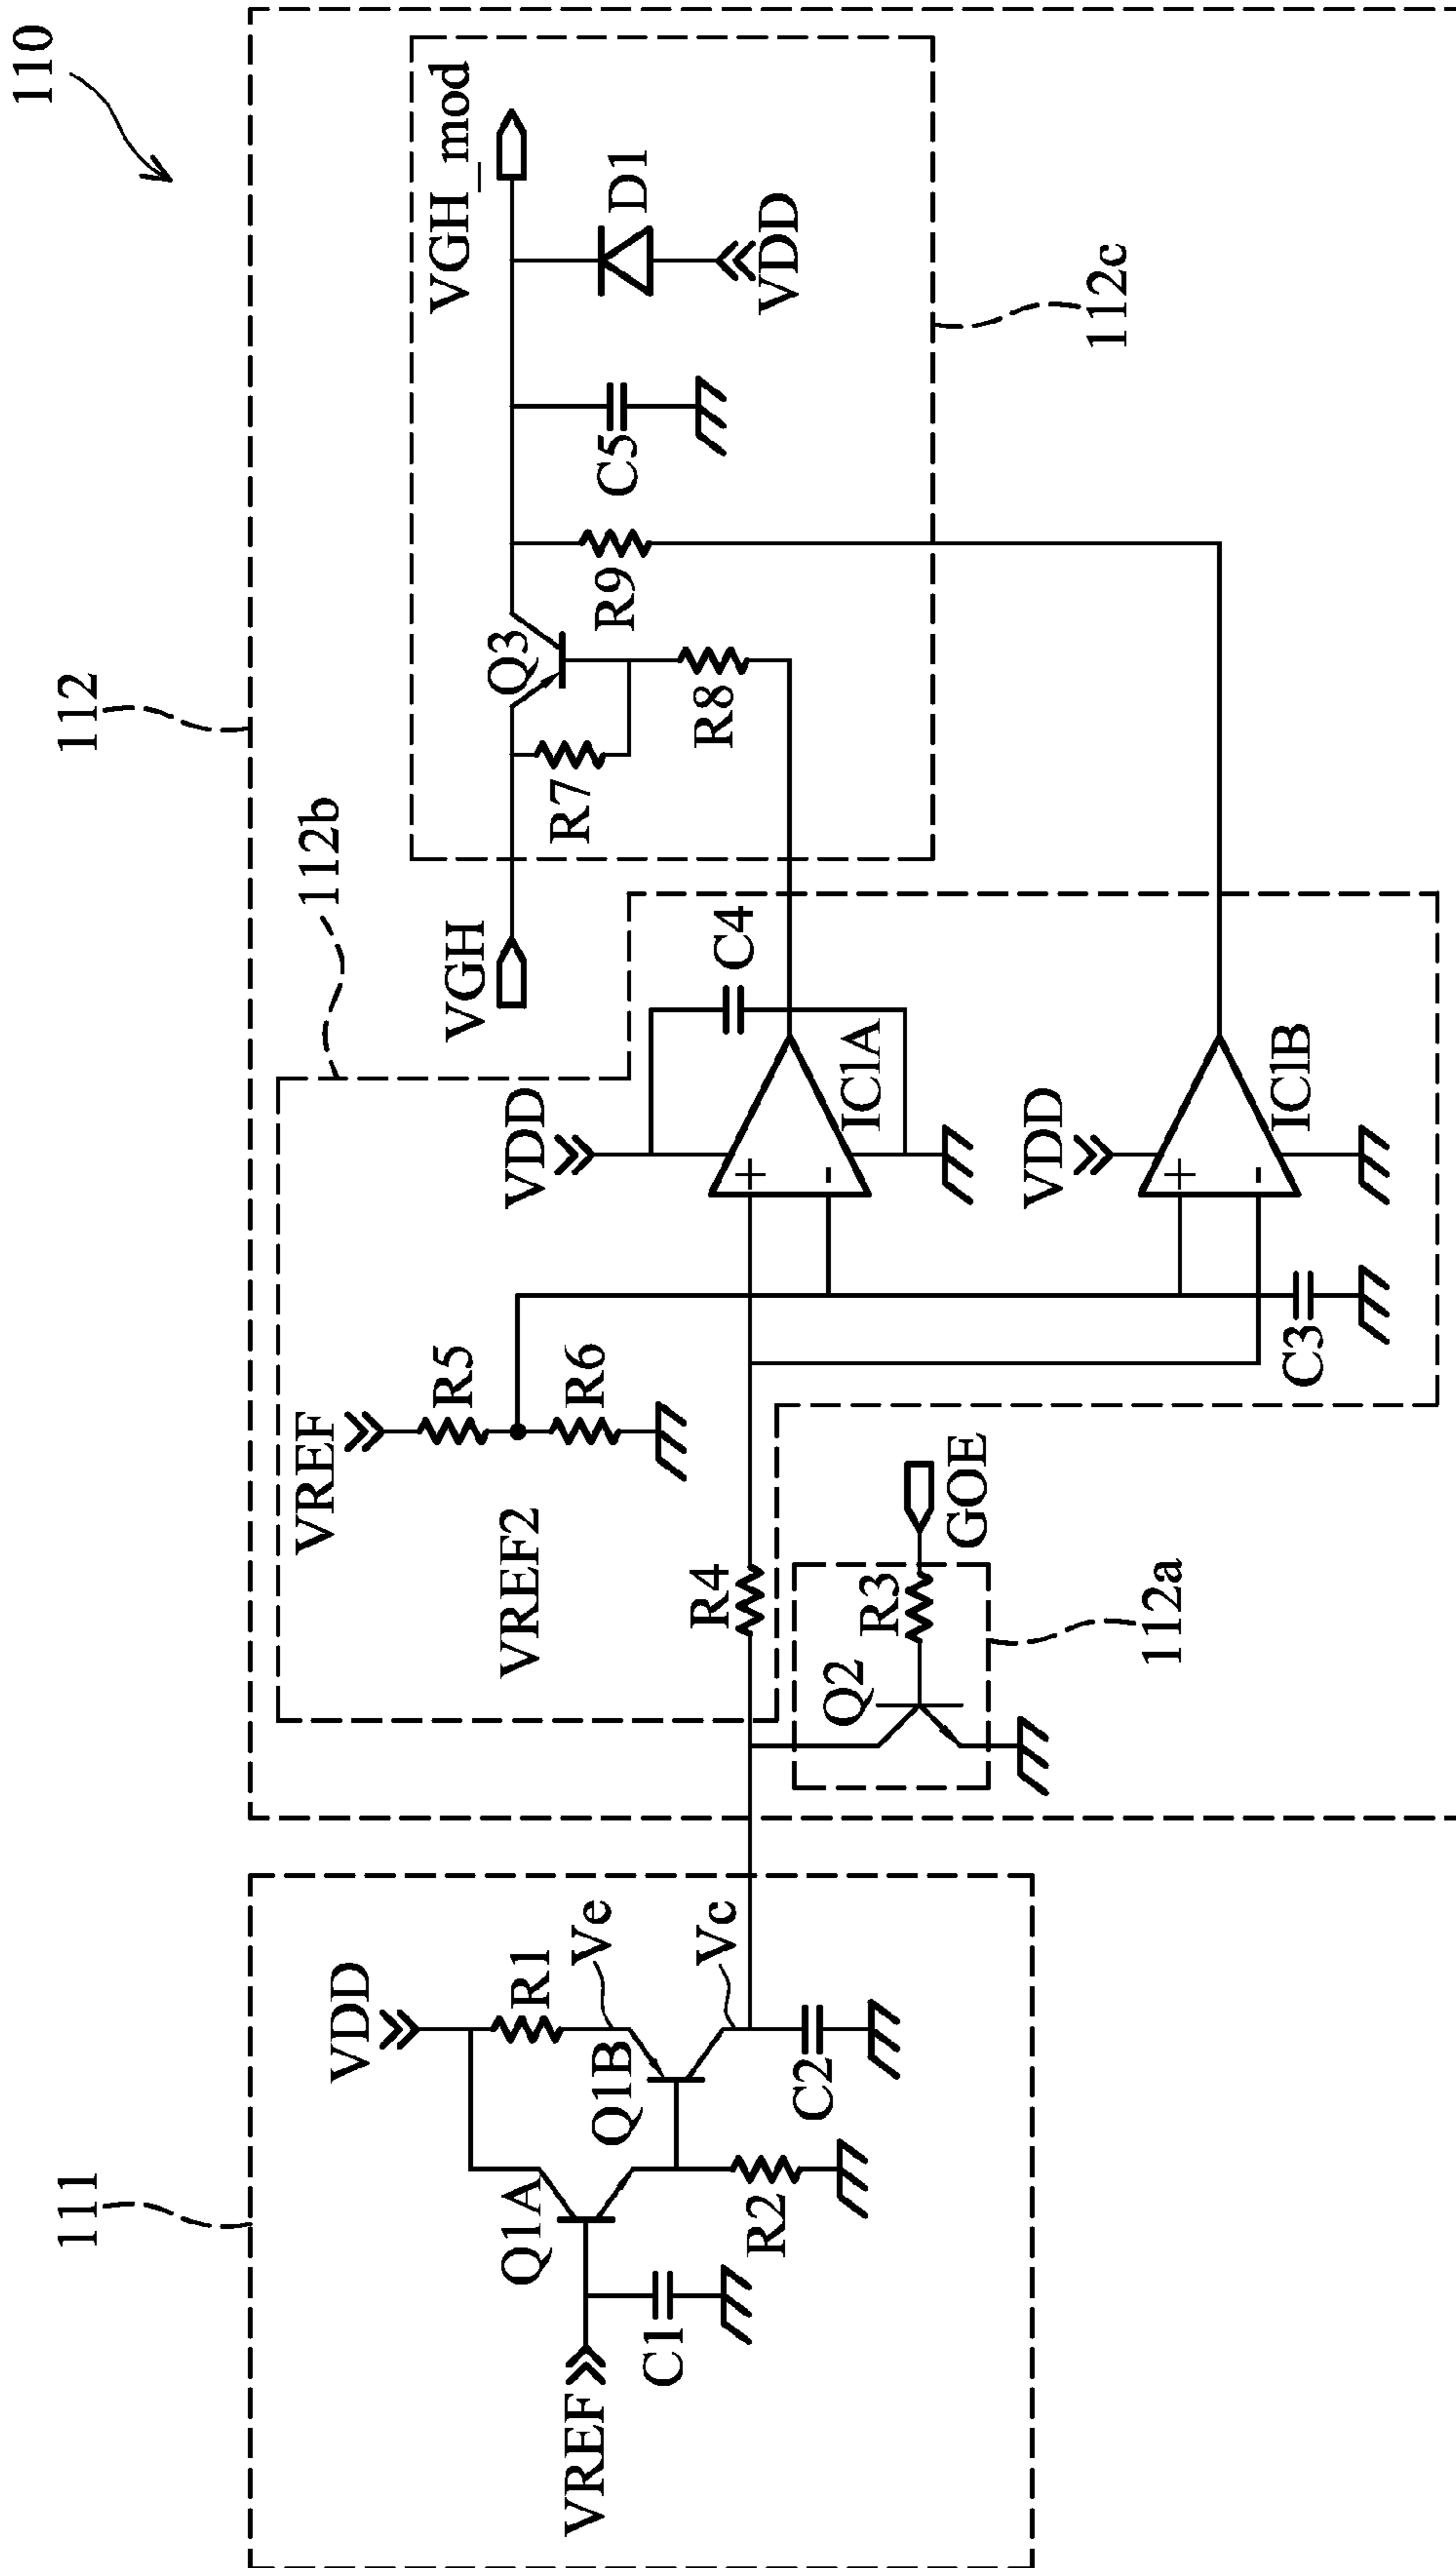 110
112
111
112b
112c
112a
VGH
VGH_mod
Q3
R7
R8
R9
C5
D1
VDD
VREF
R5
R6
VREF2
VDD
C4
+
-
IC1A
VDD
+
-
IC1B
C3
R4
Q2
R3
GOE
VDD
R1
Ve
Q1A
Q1B
Vc
VREF
C1
R2
C2